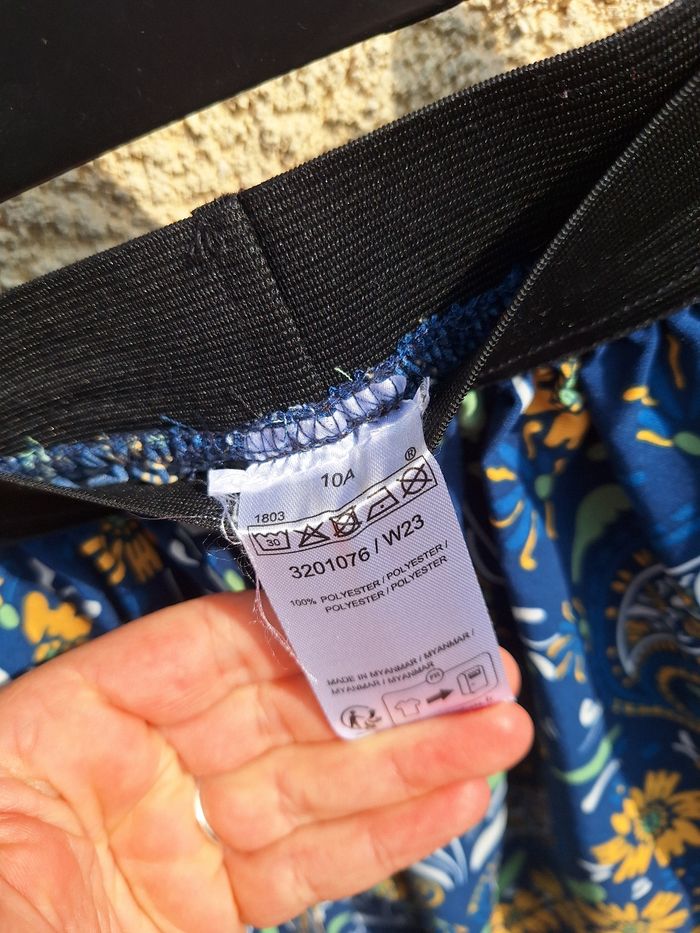 10A
®
1803
30
3201076 / W23
100% POLYESTER / POLYESTER /
POLYESTER / POLYESTER
MADE IN MYANMAR / MYANMAR /
MYANMAR / MYANMAR
FR